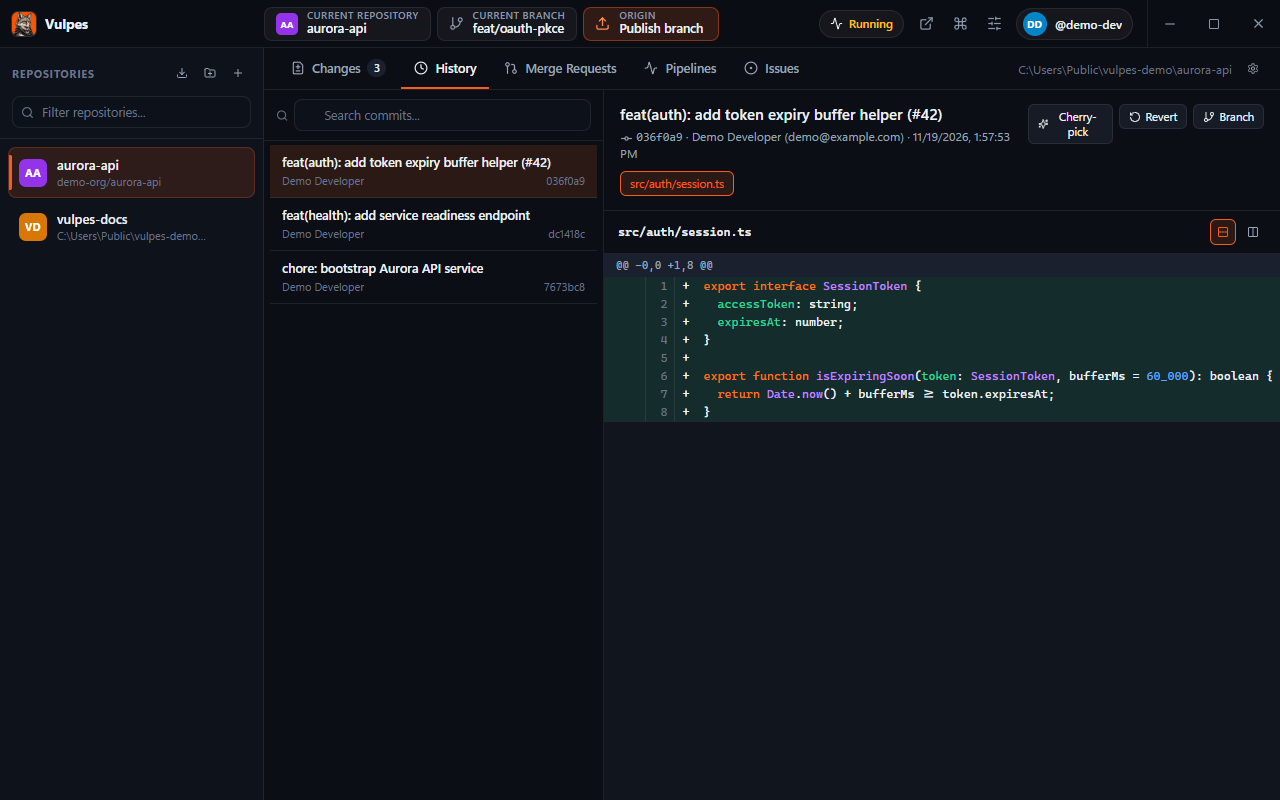 Vulpes
AA
CURRENT REPOSITORY
aurora-api
CURRENT BRANCH
feat/oauth-pkce
ORIGIN
Publish branch
Running
DD
@demo-dev
REPOSITORIES
Filter repositories...
AA
aurora-api
demo-org/aurora-api
VD
vulpes-docs
C:\Users\Public\vulpes-demo...
Changes 3
History
Merge Requests
Pipelines
Issues
C:\Users\Public\vulpes-demo\aurora-api
Search commits...
feat(auth): add token expiry buffer helper (#42)
Demo Developer 036f0a9
feat(health): add service readiness endpoint
Demo Developer dc1418c
chore: bootstrap Aurora API service
Demo Developer 7673bc8
feat(auth): add token expiry buffer helper (#42)
036f0a9 · Demo Developer (demo@example.com) · 11/19/2026, 1:57:53
PM
Cherry-
pick
Revert
Branch
src/auth/session.ts
src/auth/session.ts
@@ -0,0 +1,8 @@
1 + export interface SessionToken {
2 + accessToken: string;
3 + expiresAt: number;
4 + }
5 +
6 + export function isExpiringSoon(token: SessionToken, bufferMs = 60_000): boolean {
7 + return Date.now() + bufferMs ≥ token.expiresAt;
8 + }